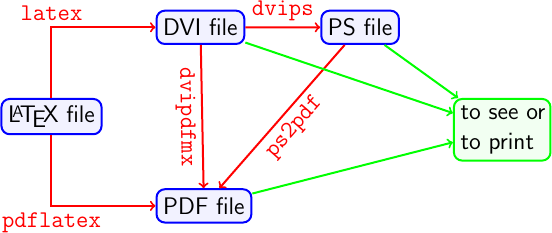 latex
dvips
DVI file
PS file
dvipdfmx
ps2pdf
LATEX file
to see or
to print
PDF file
pdflatex